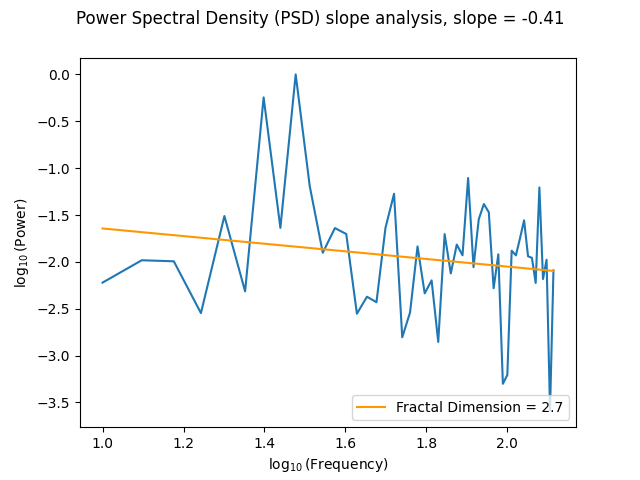 Power Spectral Density (PSD) slope analysis, slope = -0.41
0.0
−0.5
−1.0
−1.5
−2.0
−2.5
−3.0
−3.5
log₁₀(Power)
Fractal Dimension = 2.7
1.0 1.2 1.4 1.6 1.8 2.0
log₁₀(Frequency)